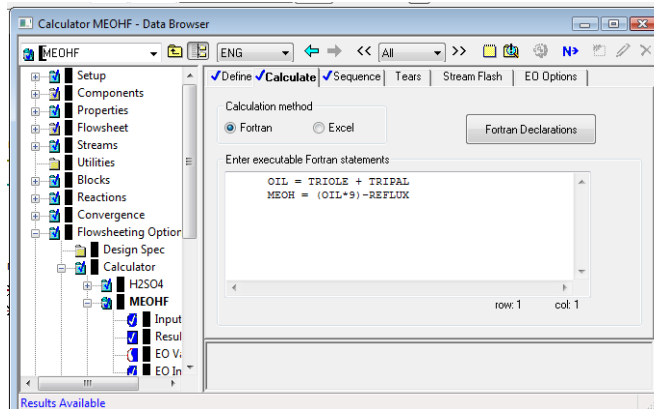 Calculator MEOHF - Data Browser
MEOHF ENG << All >> N>
Define Calculate Sequence Tears Stream Flash EO Options
Setup
Components
Properties
Flowsheet
Streams
Utilities
Blocks
Reactions
Convergence
Flowsheeting Option
Design Spec
Calculator
H2SO4
MEOHF
Input
Resul
EO Va
EO In
Calculation method
Fortran Excel
Fortran Declarations
Enter executable Fortran statements
OIL = TRIOLE + TRIPAL
MEOH = (OIL*9)-REFLUX
row: 1 col: 1
Results Available